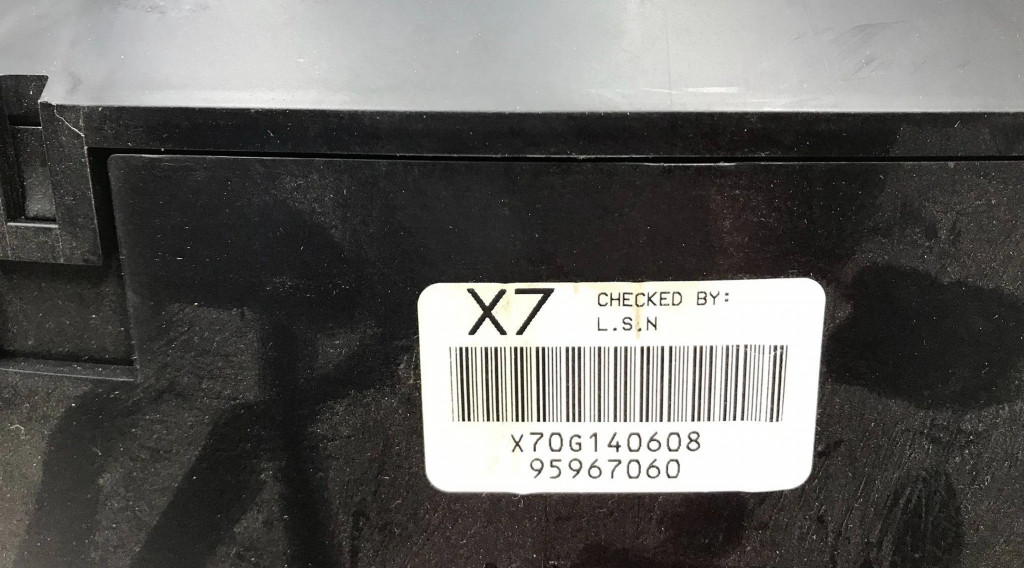 X7
CHECKED BY:
L.S.N
X70G140608
95967060